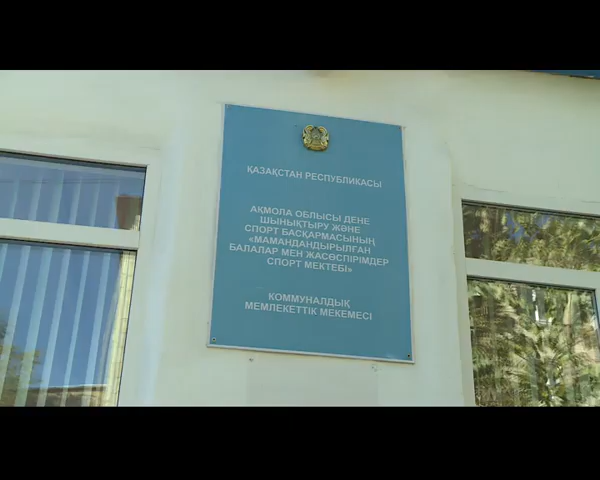 ҚАЗАҚСТАН РЕСПУБЛИКАСЫ
АҚМОЛА ОБЛЫСЫ ДЕНЕ
ШЫНЫҚТЫРУ ЖӘНЕ
СПОРТ БАСҚАРМАСЫНЫҢ
«МАМАНДАНДЫРЫЛҒАН
БАЛАЛАР МЕН ЖАСӨСПІРІМДЕР
СПОРТ МЕКТЕБІ»
КОММУНАЛДЫҚ
МЕМЛЕКЕТТІК МЕКЕМЕСІ